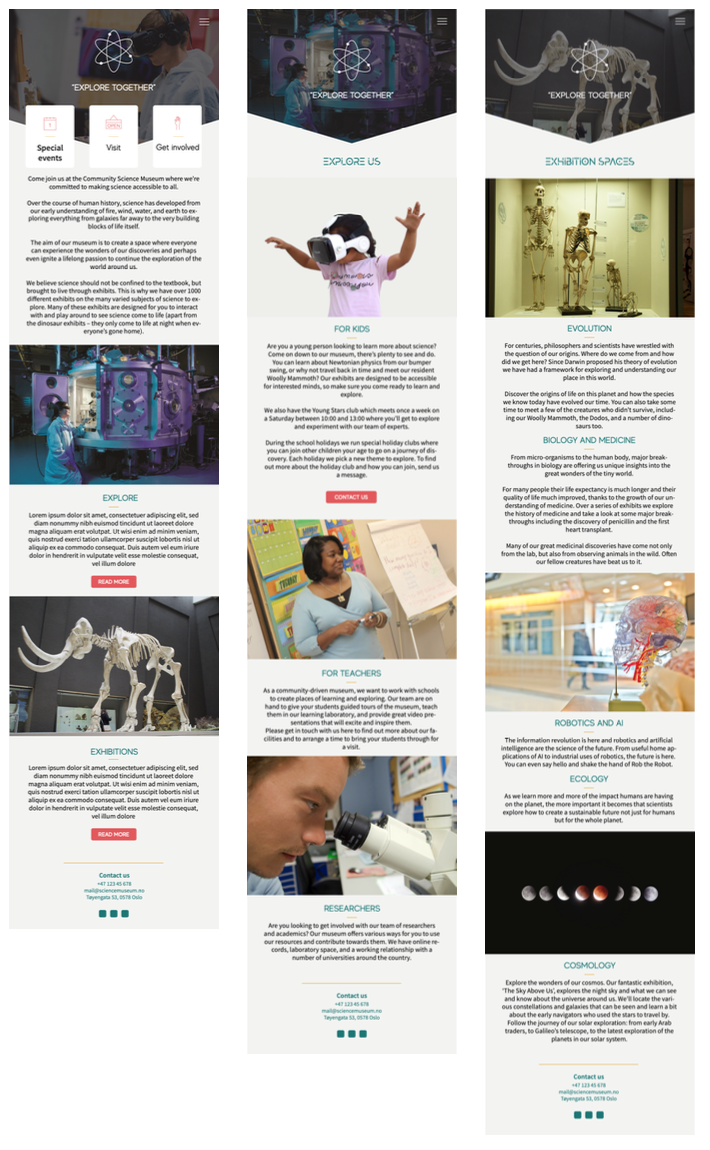 "EXPLORE TOGETHER"
Special
events
Visit
Get involved
Come join us at the Community Science Museum where we're
committed to making science accessible to all.
Over the course of human history, science has developed from
our early understanding of fire, wind, water, and earth to ex-
ploring everything from galaxies far away to the very building
blocks of life itself.
The aim of our museum is to create a space where everyone
can experience the wonders of our discoveries and perhaps
even ignite a lifelong passion to continue the exploration of the
world around us.
We believe science should not be confined to the textbook, but
brought to live through exhibits. This is why we have over 1000
different exhibits on the many varied subjects of science to ex-
plore. Many of these exhibits are designed for you to interact
with and play around to see science come to life (apart from
the dinosaur exhibits – they only come to life at night when ev-
eryone's gone home).
EXPLORE
Lorem ipsum dolor sit amet, consectetuer adipiscing elit, sed
diam nonummy nibh euismod tincidunt ut laoreet dolore
magna aliquam erat volutpat. Ut wisi enim ad minim veniam,
quis nostrud exerci tation ullamcorper suscipit lobortis nisl ut
aliquip ex ea commodo consequat. Duis autem vel eum iriure
dolor in hendrerit in vulputate velit esse molestie consequat,
vel illum dolore
READ MORE
EXHIBITIONS
Lorem ipsum dolor sit amet, consectetuer adipiscing elit, sed
diam nonummy nibh euismod tincidunt ut laoreet dolore
magna aliquam erat volutpat. Ut wisi enim ad minim veniam,
quis nostrud exerci tation ullamcorper suscipit lobortis nisl ut
aliquip ex ea commodo consequat. Duis autem vel eum iriure
dolor in hendrerit in vulputate velit esse molestie consequat,
vel illum dolore
READ MORE
Contact us
+47 123 45 678
mail@sciencemuseum.no
Tøyengata 53, 0578 Oslo
"EXPLORE TOGETHER"
EXPLORE US
FOR KIDS
Are you a young person looking to learn more about science?
Come on down to our museum, there's plenty to see and do.
You can learn about Newtonian physics from our bumper
swing, or why not travel back in time and meet our resident
Woolly Mammoth? Our exhibits are designed to be accessible
for interested minds, so make sure you come ready to learn and
explore.
We also have the Young Stars club which meets once a week on
a Saturday between 10:00 and 13:00 where you'll get to explore
and experiment with our team of experts.
During the school holidays we run special holiday clubs where
you can join other children your age to go on a journey of dis-
covery. Each holiday we pick a new theme to explore. To find
out more about the holiday club and how you can join, send us
a message.
CONTACT US
TUESDAY
FOR TEACHERS
As a community-driven museum, we want to work with schools
to create places of learning and exploring. Our team are on
hand to give your students guided tours of the museum, teach
them in our learning laboratory, and provide great video pre-
sentations that will excite and inspire them.
Please get in touch with us here to find out more about our fa-
cilities and to arrange a time to bring your students through for
a visit.
RESEARCHERS
Are you looking to get involved with our team of researchers
and academics? Our museum offers various ways for you to use
our resources and contribute towards them. We have online re-
cords, laboratory space, and a working relationship with a
number of universities around the country.
Contact us
+47 123 45 678
mail@sciencemuseum.no
Tøyengata 53, 0578 Oslo
"EXPLORE TOGETHER"
EXHIBITION SPACES
EVOLUTION
For centuries, philosophers and scientists have wrestled with
the question of our origins. Where do we come from and how
did we get here? Since Darwin proposed his theory of evolution
we have had a framework for exploring and understanding our
place in this world.
Discover the origins of life on this planet and how the species
we know today have evolved our time. You can also take some
time to meet a few of the creatures who didn't survive, includ-
ing our Woolly Mammoth, the Dodos, and a number of dino-
saurs too.
BIOLOGY AND MEDICINE
From micro-organisms to the human body, major break-
throughs in biology are offering us unique insights into the
great wonders of the tiny world.
For many people their life expectancy is much longer and their
quality of life much improved, thanks to the growth of our un-
derstanding of medicine. Over a series of exhibits we explore
the history of medicine and take a look at some major break-
throughs including the discovery of penicillin and the first
heart transplant.
Many of our great medicinal discoveries have come not only
from the lab, but also from observing animals in the wild. Often
our fellow creatures have beat us to it.
ROBOTICS AND AI
The information revolution is here and robotics and artificial
intelligence are the science of the future. From useful home ap-
plications of AI to industrial uses of robotics, the future is here.
You can even say hello and shake the hand of Rob the Robot.
ECOLOGY
As we learn more and more of the impact humans are having
on the planet, the more important it becomes that scientists
explore how to create a sustainable future not just for humans
but for the whole planet.
COSMOLOGY
Explore the wonders of our cosmos. Our fantastic exhibition,
'The Sky Above Us', explores the night sky and what we can see
and know about the universe around us. We'll locate the vari-
ous constellations and galaxies that can be seen and learn a bit
about the early navigators who used the stars to travel by.
Follow the journey of our solar exploration: from early Arab
traders, to Galileo's telescope, to the latest exploration of the
planets in our solar system.
Contact us
+47 123 45 678
mail@sciencemuseum.no
Tøyengata 53, 0578 Oslo